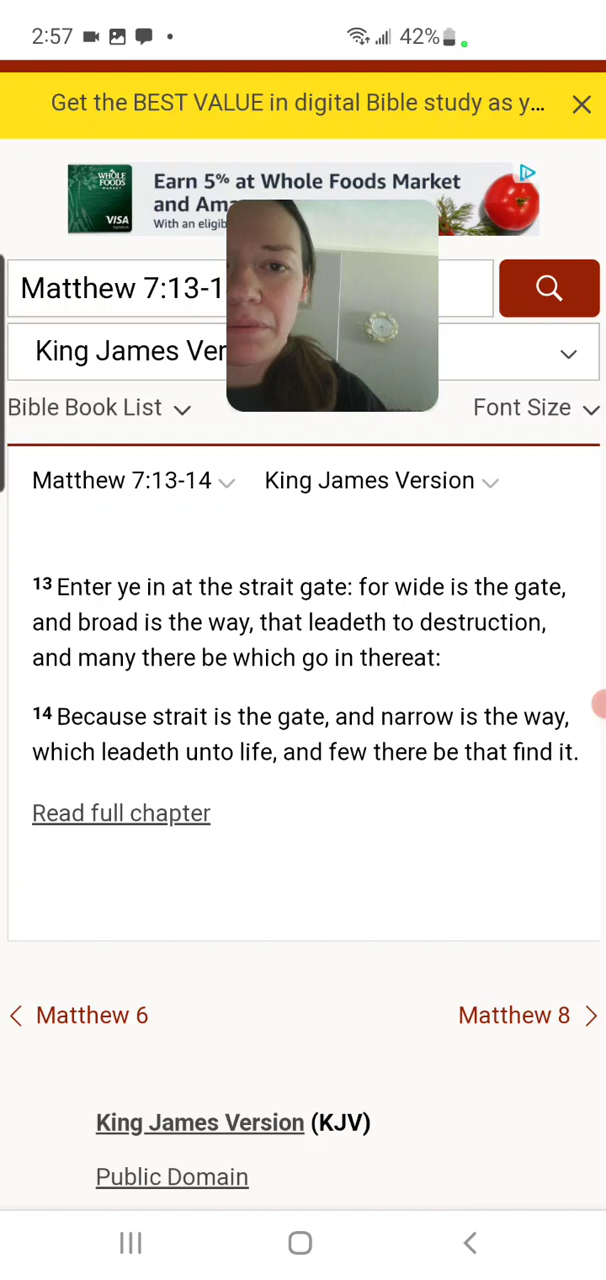 2:57 42%
Get the BEST VALUE in digital Bible study as y...
WHOLE
FOODS
MARKET
VISA
Earn 5% at Whole Foods Market
and Am
With an eligib
Matthew 7:13-1
King James Ver
Bible Book List Font Size
Matthew 7:13-14 King James Version
13 Enter ye in at the strait gate: for wide is the gate,
and broad is the way, that leadeth to destruction,
and many there be which go in thereat:
14 Because strait is the gate, and narrow is the way,
which leadeth unto life, and few there be that find it.
Read full chapter
Matthew 6 Matthew 8
King James Version (KJV)
Public Domain